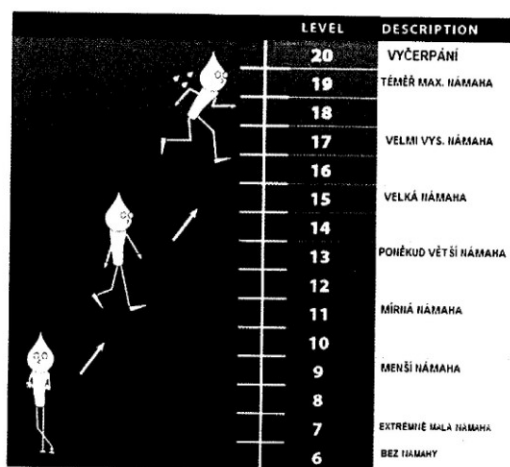 LEVEL DESCRIPTION
20 VYČERPÁNÍ
19 TÉMĚŘ MAX. NÁMAHA
18
17 VELMI VYS. NÁMAHA
16
15 VELKÁ NÁMAHA
14
13 PONĚKUD VĚTŠÍ NÁMAHA
12
11 MÍRNÁ NÁMAHA
10
9 MENŠÍ NÁMAHA
8
7 EXTRÉMNĚ MALÁ NÁMAHA
6 BEZ NÁMAHY